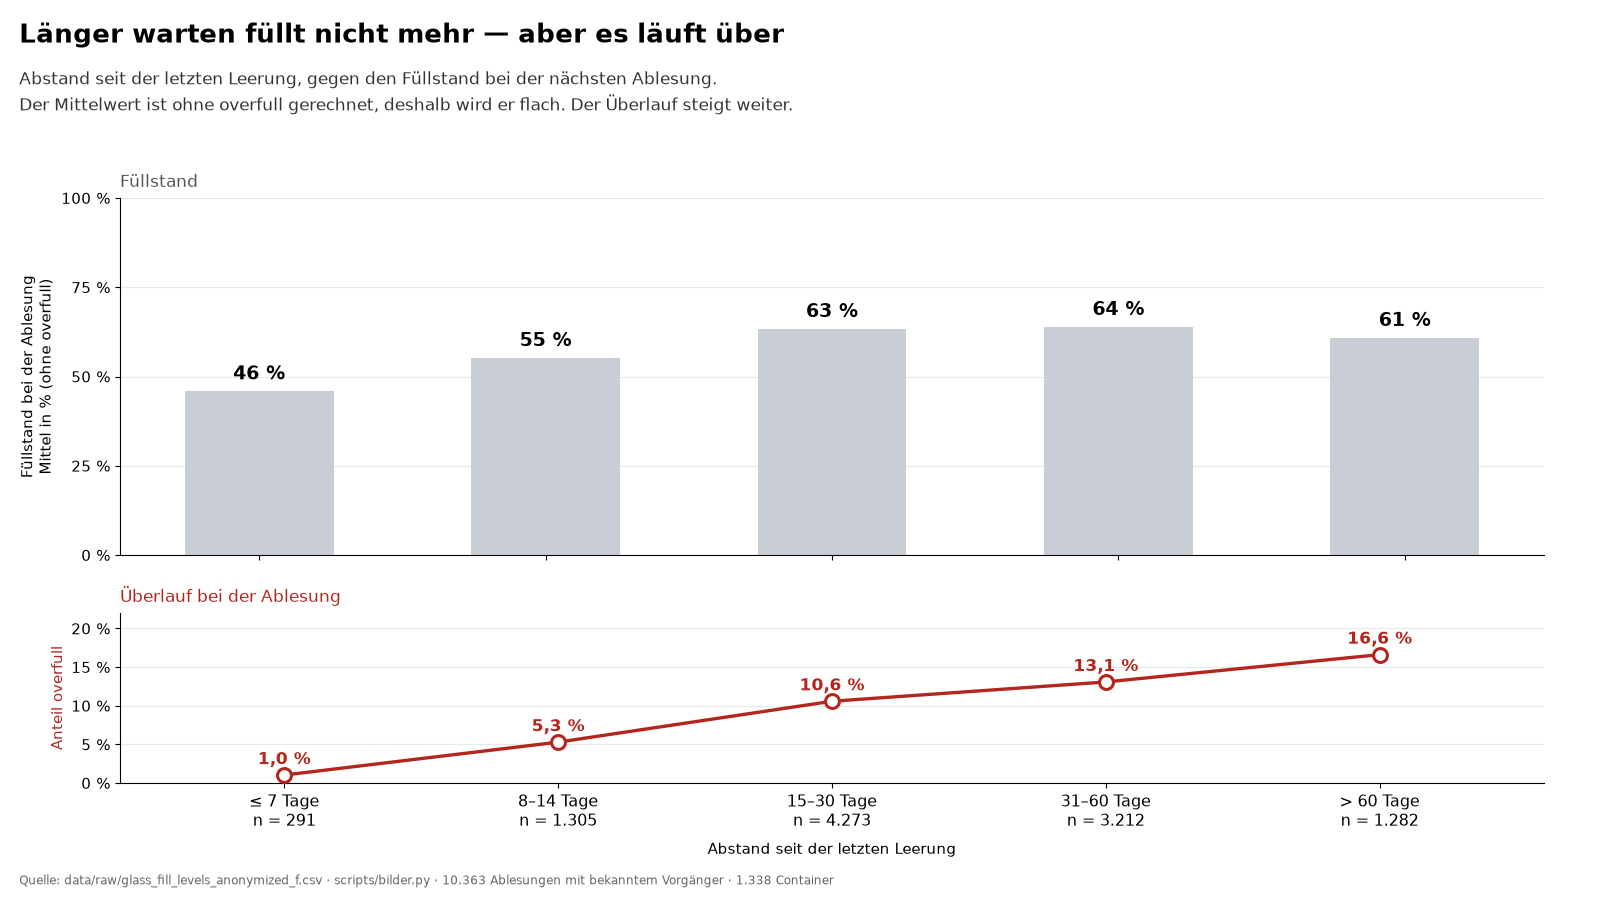 Länger warten füllt nicht mehr — aber es läuft über
Abstand seit der letzten Leerung, gegen den Füllstand bei der nächsten Ablesung.
Der Mittelwert ist ohne overfull gerechnet, deshalb wird er flach. Der Überlauf steigt weiter.
Füllstand
Füllstand bei der Ablesung
Mittel in % (ohne overfull)
100 %
75 %
50 %
25 %
0 %
46 %
55 %
63 %
64 %
61 %
Überlauf bei der Ablesung
Anteil overfull
20 %
15 %
10 %
5 %
0 %
1,0 %
5,3 %
10,6 %
13,1 %
16,6 %
≤ 7 Tage
n = 291
8–14 Tage
n = 1.305
15–30 Tage
n = 4.273
31–60 Tage
n = 3.212
> 60 Tage
n = 1.282
Abstand seit der letzten Leerung
Quelle: data/raw/glass_fill_levels_anonymized_f.csv · scripts/bilder.py · 10.363 Ablesungen mit bekanntem Vorgänger · 1.338 Container